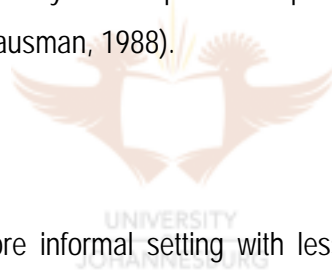 ausman, 1988).
ore informal setting with les
UNIVERSITY
JOHANNESBURG